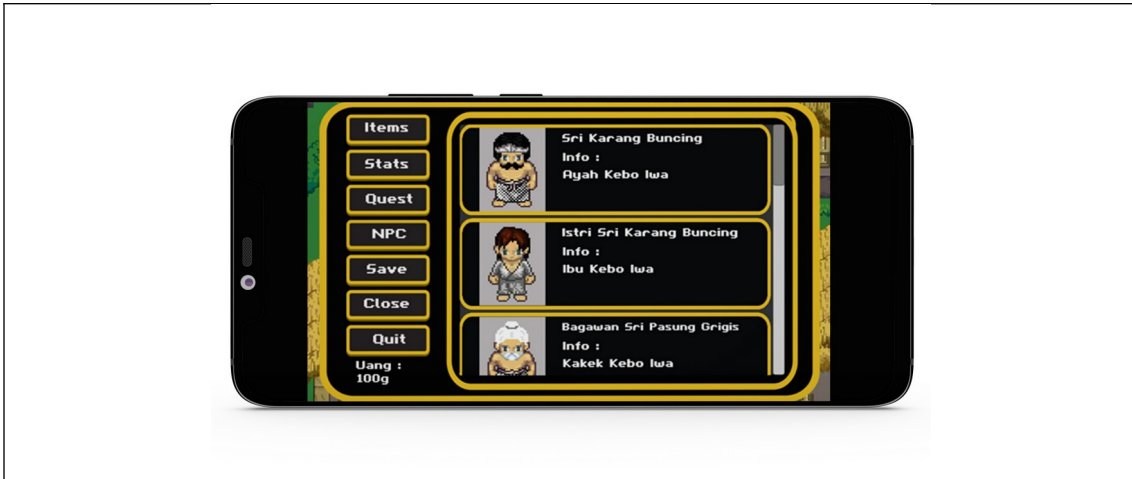 Items
Stats
Quest
NPC
Save
Close
Quit
Uang :
100g
Sri Karang Buncing
Info :
Ayah Kebo Iwa
Istri Sri Karang Buncing
Info :
Ibu Kebo Iwa
Bagawan Sri Pasung Grigis
Info :
Kakek Kebo Iwa